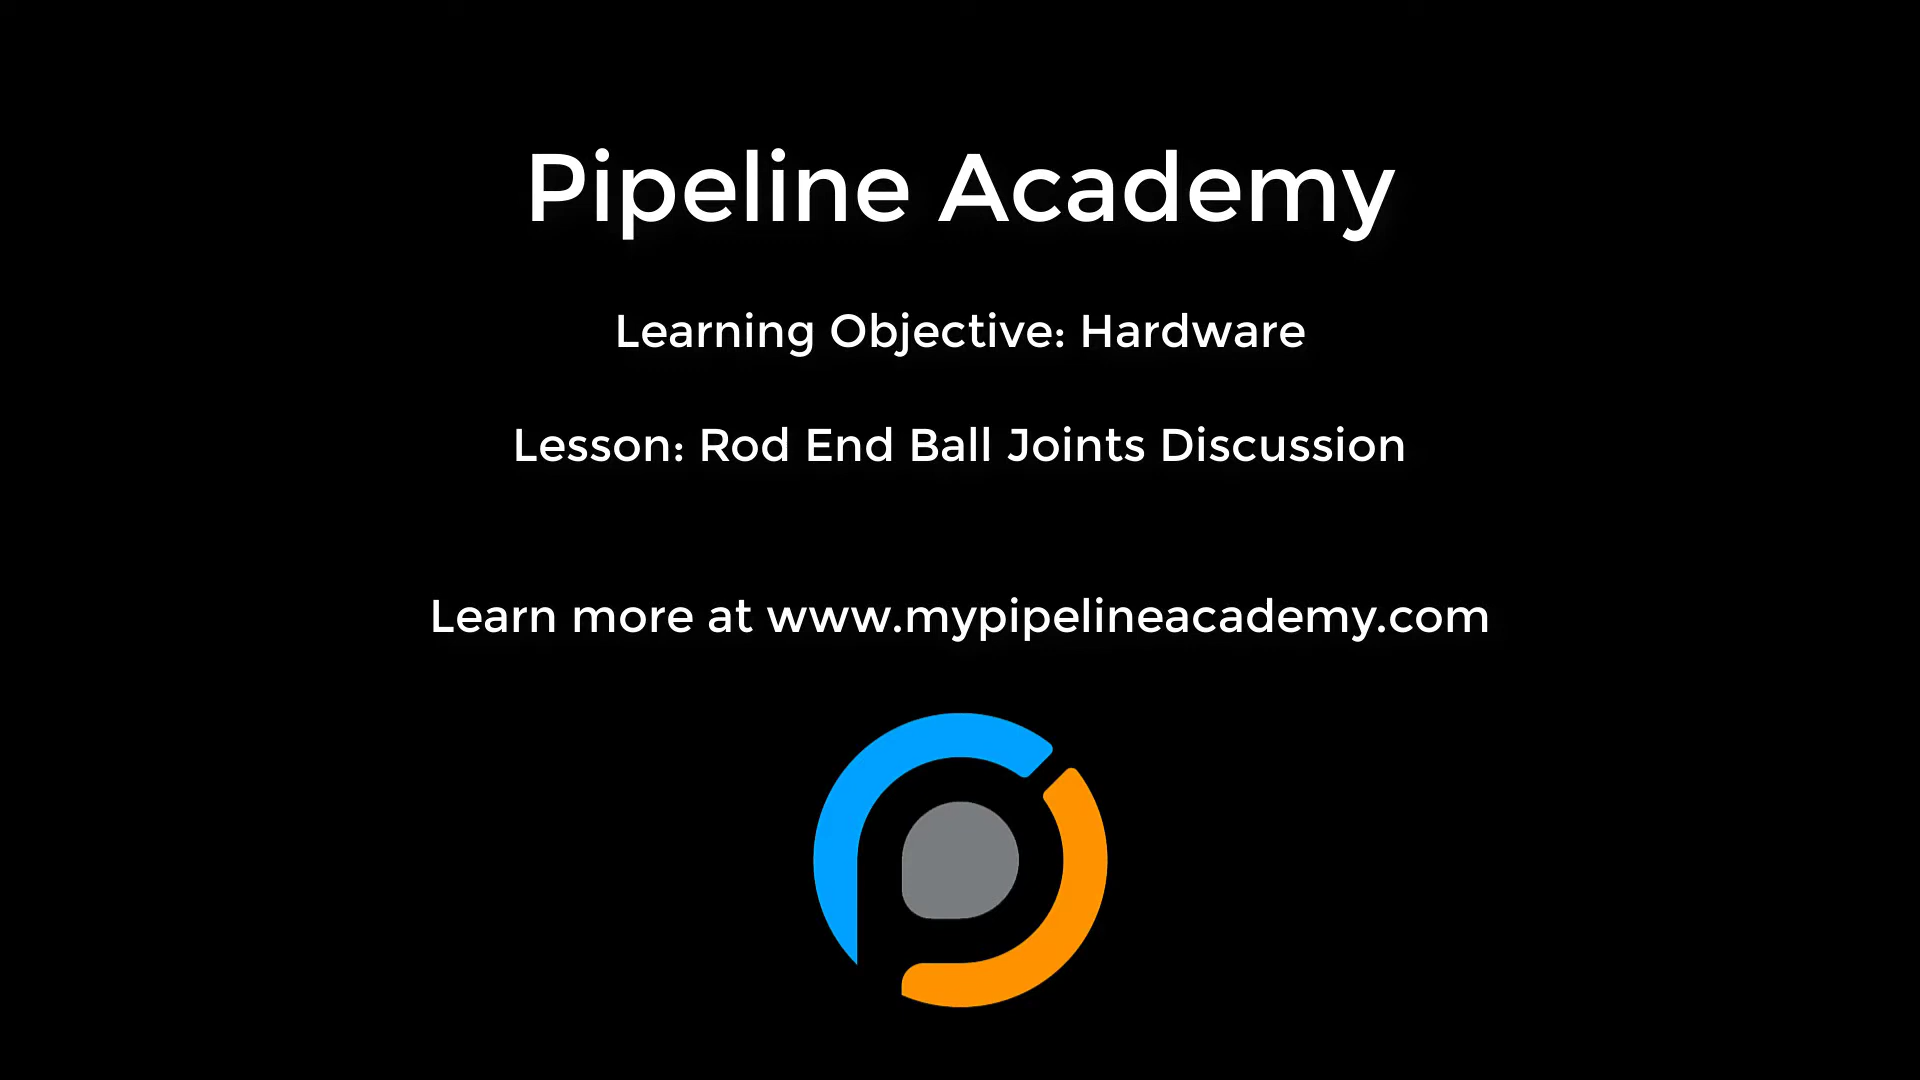 Pipeline Academy
Learning Objective: Hardware
Lesson: Rod End Ball Joints Discussion
Learn more at www.mypipelineacademy.com